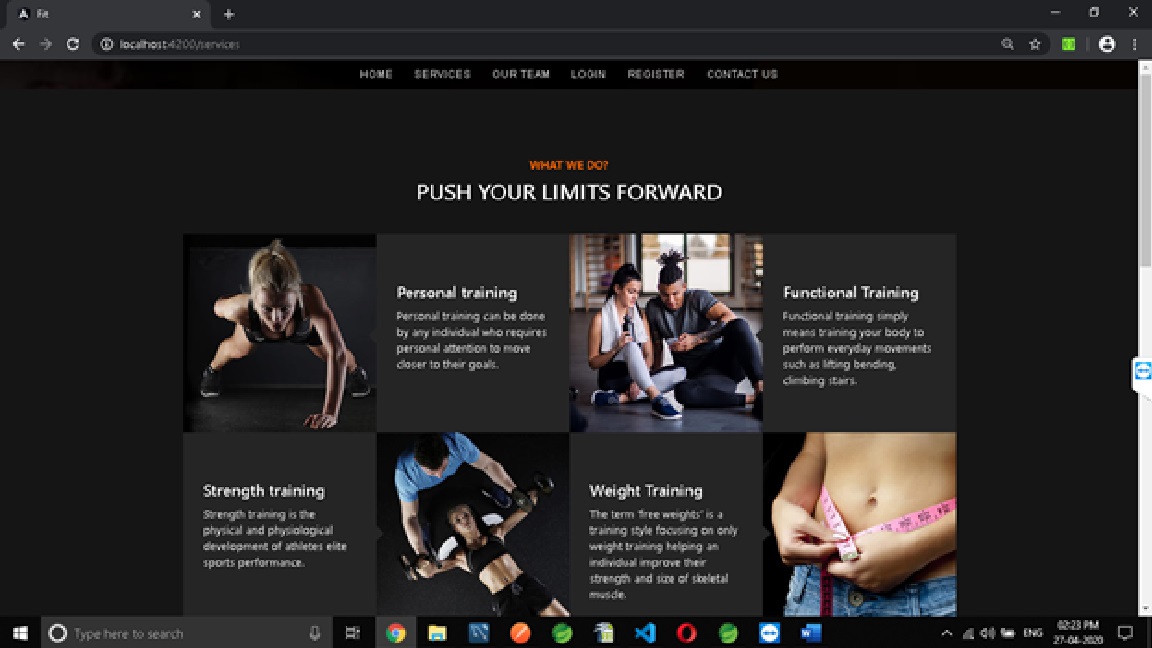 Fit
localhost:4200/services
HOME SERVICES OUR TEAM LOGIN REGISTER CONTACT US
WHAT WE DO?
PUSH YOUR LIMITS FORWARD
Personal training
Personal training can be done
by any individual who requires
personal attention to move
closer to their goals.
Functional Training
Functional training simply
means training your body to
perform everyday movements
such as lifting bending,
climbing stairs.
Strength training
Strength training is the
physical and physiological
development of athletes elite
sports performance.
Weight Training
The term 'free weights' is a
training style focusing on only
weight training helping an
individual improve their
strength and size of skeletal
muscle.
Type here to search
ENG
02:23 PM
27-04-2020